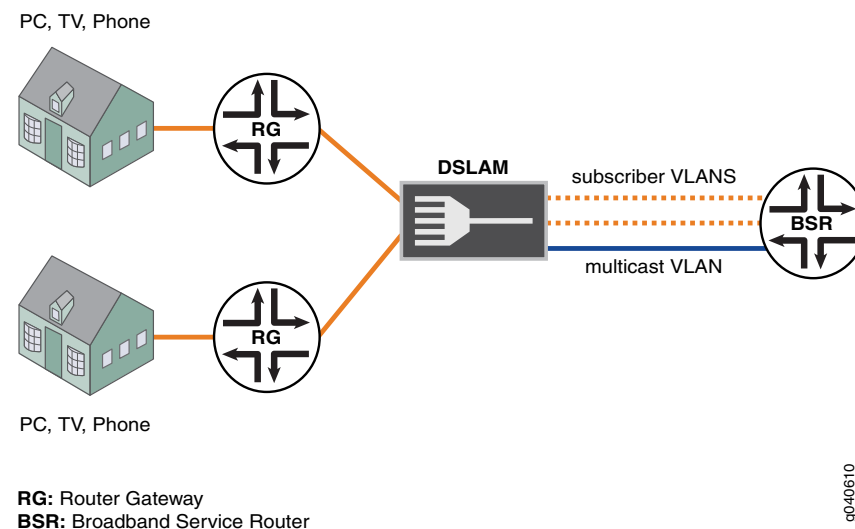 PC, TV, Phone
RG
DSLAM
subscriber VLANS
BSR
multicast VLAN
RG
PC, TV, Phone
RG: Router Gateway
BSR: Broadband Service Router
g040610